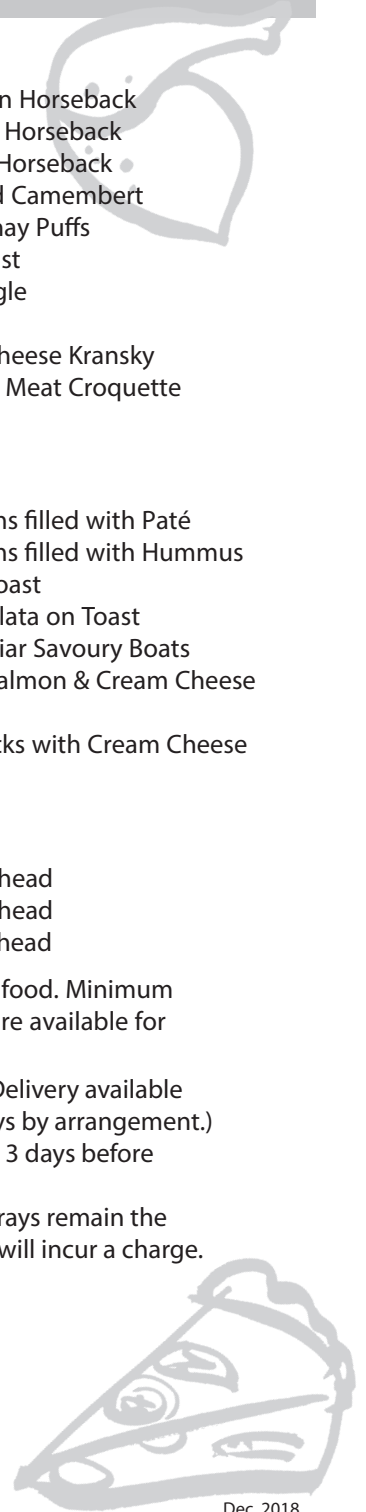 n Horseback
Horseback
Horseback
d Camembert
nay Puffs
st
gle
heese Kransky
Meat Croquette
ns filled with Paté
ns filled with Hummus
oast
lata on Toast
iar Savoury Boats
almon & Cream Cheese
cks with Cream Cheese
head
head
head
food. Minimum
re available for
Delivery available
ys by arrangement.)
3 days before
rays remain the
will incur a charge.
Dec. 2018